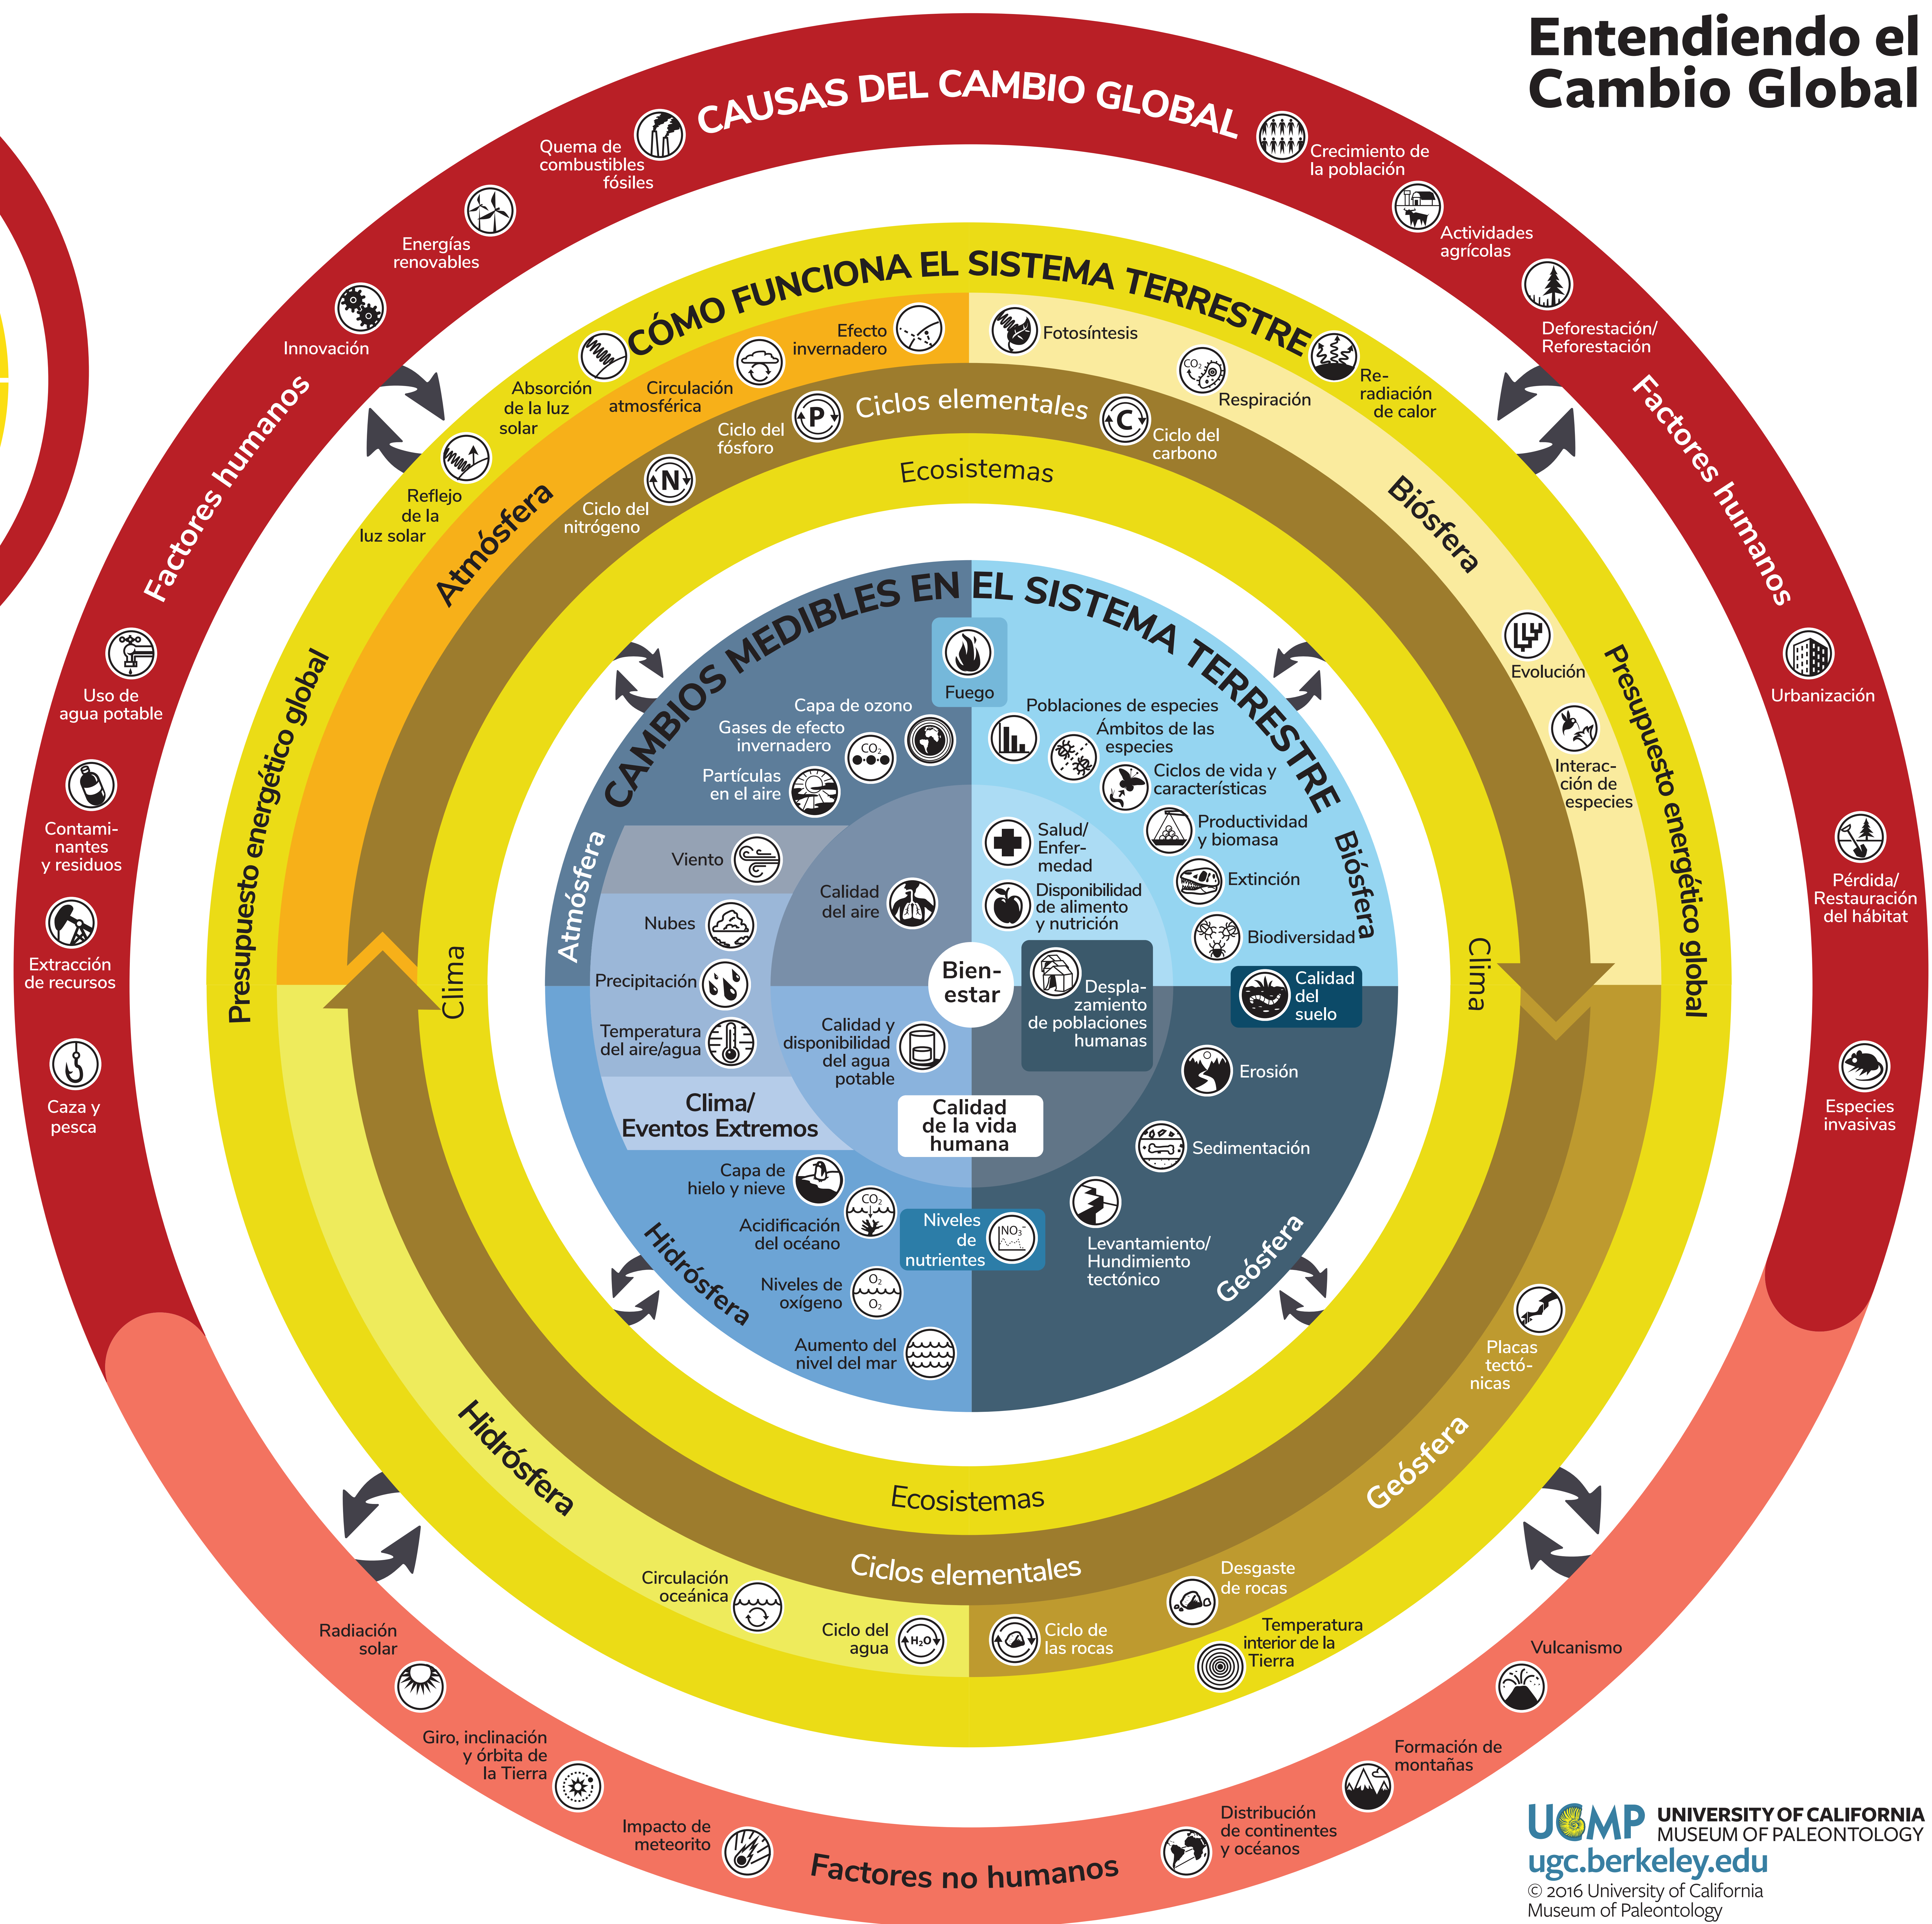 Entendiendo el
Cambio Global
CAUSAS DEL CAMBIO GLOBAL
Factores humanos
Quema de
combustibles
fósiles
Energías
renovables
Innovación
Uso de
agua potable
Contami-
nantes
y residuos
Extracción
de recursos
Caza y
pesca
Crecimiento de
la población
Actividades
agrícolas
Deforestación/
Reforestación
Factores humanos
Urbanización
Pérdida/
Restauración
del hábitat
Especies
invasivas
CÓMO FUNCIONA EL SISTEMA TERRESTRE
Absorción
de la luz
solar
Reflejo
de la
luz solar
Presupuesto energético global
Re-
radiación
de calor
Presupuesto energético global
Efecto
invernadero
Circulación
atmosférica
Atmósfera
Fotosíntesis
Respiración
Biósfera
Evolución
Interac-
ción de
especies
Ciclos elementales
P
Ciclo del
fósforo
N
Ciclo del
nitrógeno
C
Ciclo del
carbono
CO₂
Ecosistemas
Clima
Clima
CAMBIOS MEDIBLES EN EL SISTEMA TERRESTRE
Fuego
Atmósfera
Capa de ozono
Gases de efecto
invernadero
CO₂
Partículas
en el aire
Viento
Nubes
Precipitación
Temperatura
del aire/agua
Clima/
Eventos Extremos
Calidad
del aire
Poblaciones de especies
Ámbitos de las
especies
Ciclos de vida y
características
Productividad
y biomasa
Extinción
Biodiversidad
Biósfera
Salud/
Enfer-
medad
Disponibilidad
de alimento
y nutrición
Bien-
estar
Despla-
zamiento
de poblaciones
humanas
Calidad
del
suelo
Calidad y
disponibilidad
del agua
potable
Calidad
de la vida
humana
Capa de
hielo y nieve
CO₂
Acidificación
del océano
Niveles de
oxígeno
O₂
O₂
Aumento del
nivel del mar
Hidrósfera
Niveles
de
nutrientes
NO₃⁻
Erosión
Sedimentación
Levantamiento/
Hundimiento
tectónico
Geósfera
Ecosistemas
Ciclos elementales
Hidrósfera
Circulación
oceánica
Ciclo del
agua
H₂O
Ciclo de
las rocas
Desgaste
de rocas
Placas
tectó-
nicas
Geósfera
Temperatura
interior de la
Tierra
Radiación
solar
Giro, inclinación
y órbita de
la Tierra
Impacto de
meteorito
Factores no humanos
Distribución
de continentes
y océanos
Formación de
montañas
Vulcanismo
UCMP
UNIVERSITY OF CALIFORNIA
MUSEUM OF PALEONTOLOGY
ugc.berkeley.edu
© 2016 University of California
Museum of Paleontology